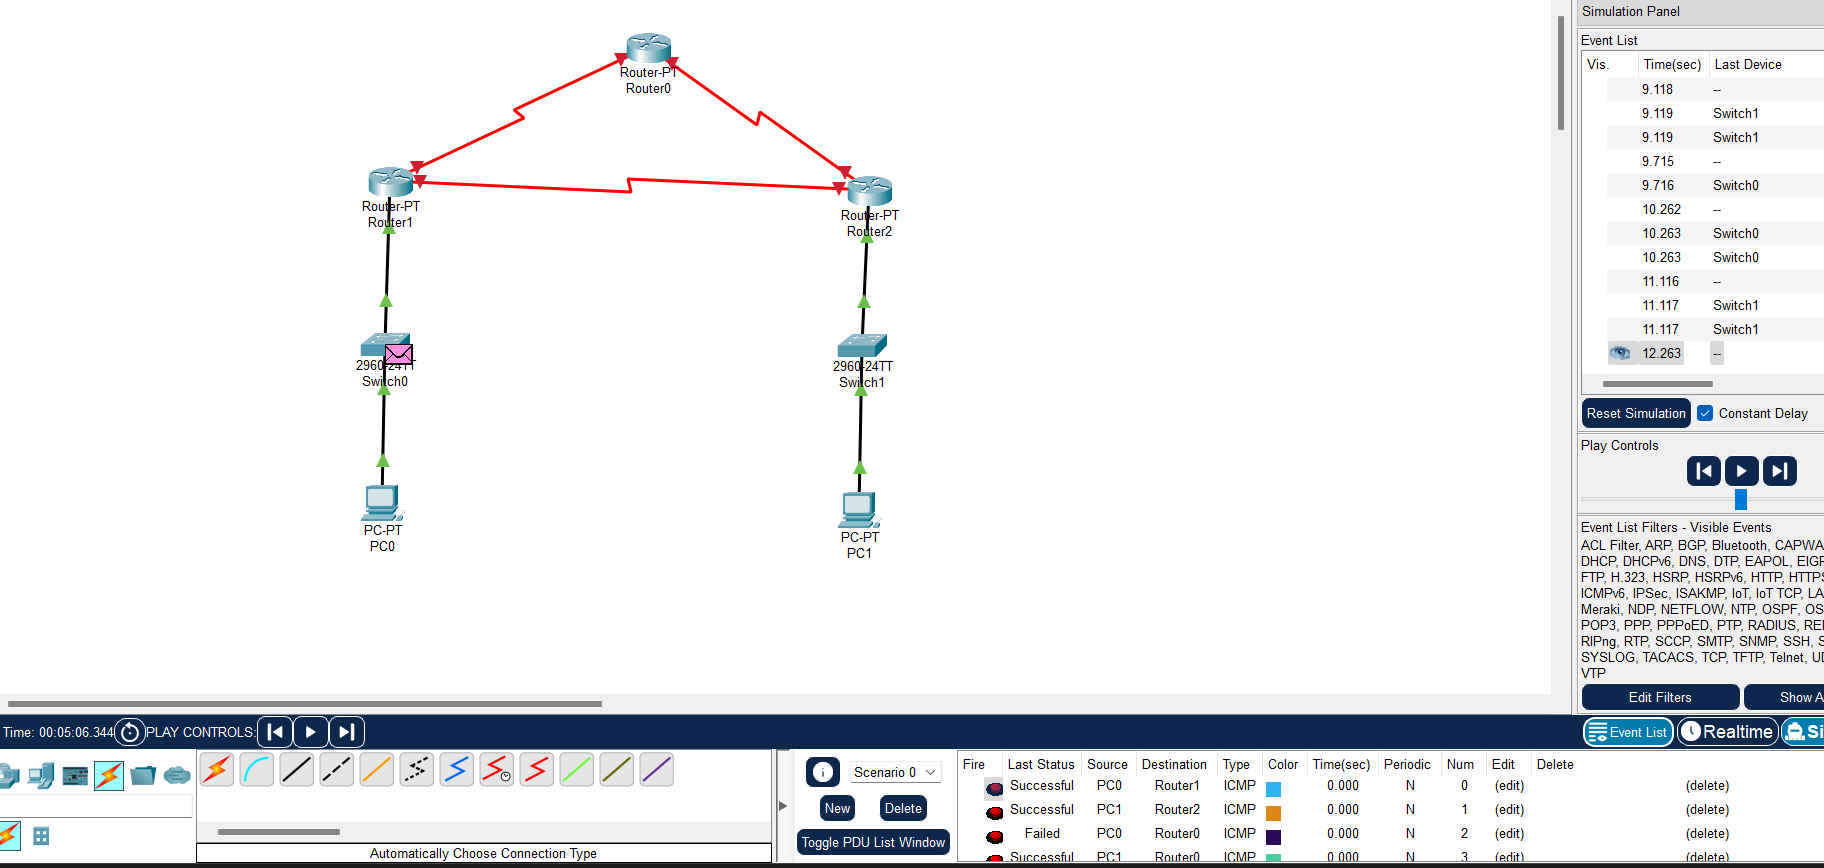 Router-PT
Router0
Router-PT
Router1
Router-PT
Router2
2960-24TT
Switch0
2960-24TT
Switch1
PC-PT
PC0
PC-PT
PC1
Simulation Panel
Event List
Vis. Time(sec) Last Device
9.118 --
9.119 Switch1
9.119 Switch1
9.715 --
9.716 Switch0
10.262 --
10.263 Switch0
10.263 Switch0
11.116 --
11.117 Switch1
11.117 Switch1
12.263 --
Reset Simulation Constant Delay
Play Controls
Event List Filters - Visible Events
ACL Filter, ARP, BGP, Bluetooth, CAPWA
DHCP, DHCPv6, DNS, DTP, EAPOL, EIGR
FTP, H.323, HSRP, HSRPv6, HTTP, HTTPS
ICMPv6, IPSec, ISAKMP, IoT, IoT TCP, LA
Meraki, NDP, NETFLOW, NTP, OSPF, OS
POP3, PPP, PPPoED, PTP, RADIUS, RE
RIPng, RTP, SCCP, SMTP, SNMP, SSH, S
SYSLOG, TACACS, TCP, TFTP, Telnet, UD
VTP
Edit Filters Show A
Time: 00:05:06.344 PLAY CONTROLS:
Event List Realtime Si
Automatically Choose Connection Type
Scenario 0
New Delete
Toggle PDU List Window
Fire Last Status Source Destination Type Color Time(sec) Periodic Num Edit Delete
Successful PC0 Router1 ICMP 0.000 N 0 (edit) (delete)
Successful PC1 Router2 ICMP 0.000 N 1 (edit) (delete)
Failed PC0 Router0 ICMP 0.000 N 2 (edit) (delete)
Successful PC1 Router0 ICMP 0.000 N 3 (edit) (delete)